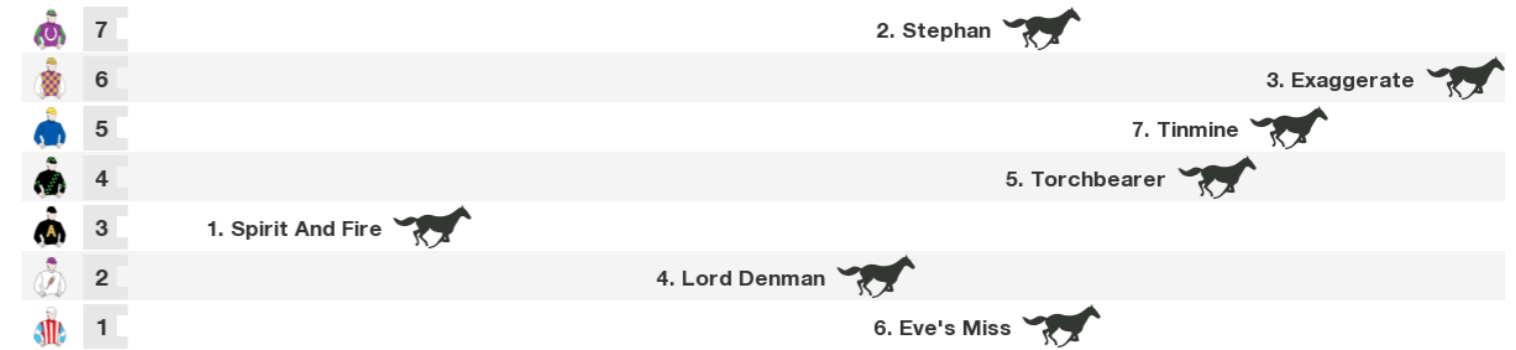 7 2. Stephan
6 3. Exaggerate
5 7. Tinmine
4 5. Torchbearer
A 3 1. Spirit And Fire
2 4. Lord Denman
1 6. Eve's Miss